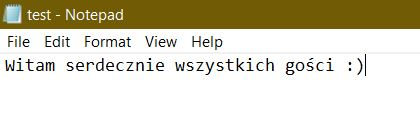 test - Notepad
File Edit Format View Help
Witam serdecznie wszystkich gości :)